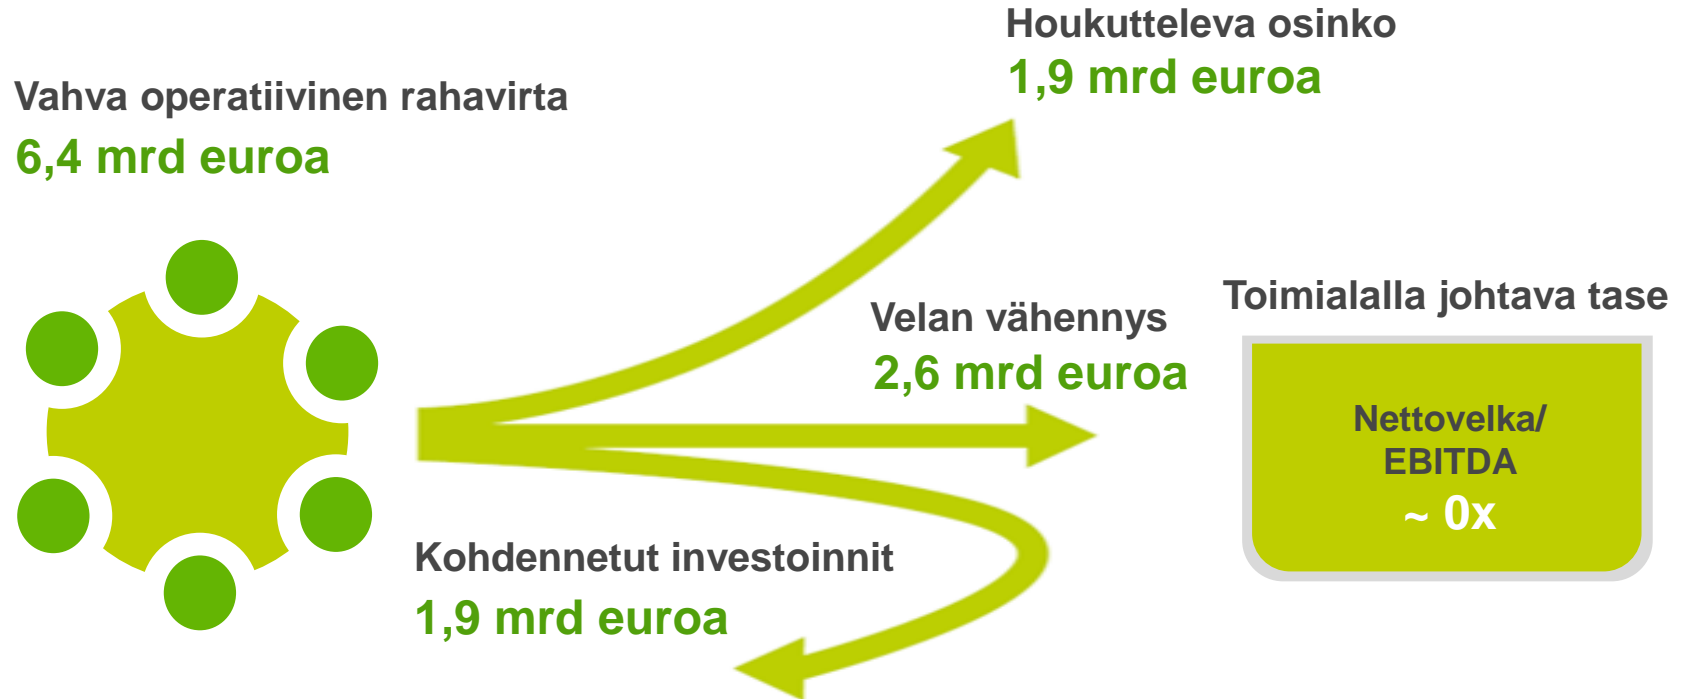 Vahva operatiivinen rahavirta
6,4 mrd euroa
Houkutteleva osinko
1,9 mrd euroa
Velan vähennys
2,6 mrd euroa
Kohdennetut investoinnit
1,9 mrd euroa
Toimialalla johtava tase
Nettovelka/
EBITDA
~ 0x